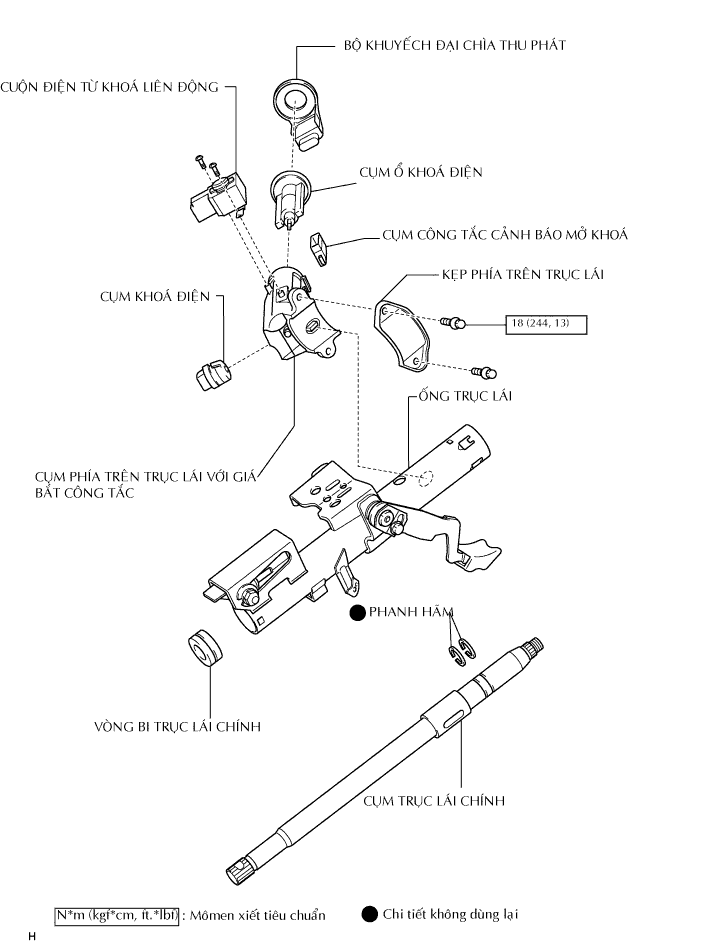 BỘ KHUYẾCH ĐẠI CHÌA THU PHÁT
CUỘN ĐIỆN TỪ KHOÁ LIÊN ĐỘNG
CỤM Ổ KHOÁ ĐIỆN
CỤM CÔNG TẮC CẢNH BÁO MỞ KHOÁ
KẸP PHÍA TRÊN TRỤC LÁI
CỤM KHOÁ ĐIỆN
18 (244, 13)
ỐNG TRỤC LÁI
CỤM PHÍA TRÊN TRỤC LÁI VỚI GIÁ
BẮT CÔNG TẮC
PHANH HÃM
VÒNG BI TRỤC LÁI CHÍNH
CỤM TRỤC LÁI CHÍNH
N*m (kgf*cm, ft.*lbf) : Mômen xiết tiêu chuẩn
Chi tiết không dùng lại
H